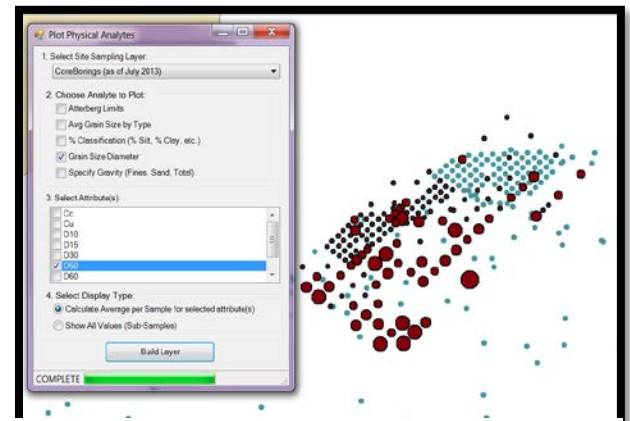 Plot Physical Analytes
1. Select Site Sampling Layer:
CoreBorings (as of July 2013)
2. Choose Analyte to Plot:
Atterberg Limits
Avg Grain Size by Type
% Classification (% Silt, % Clay, etc.)
Grain Size Diameter
Specify Gravity (Fines, Sand, Total)
3. Select Attribute(s):
Cc
Cu
D10
D15
D30
D50
D60
4. Select Display Type:
Calculate Average per Sample for selected attribute(s)
Show All Values (Sub-Samples)
Build Layer
COMPLETE